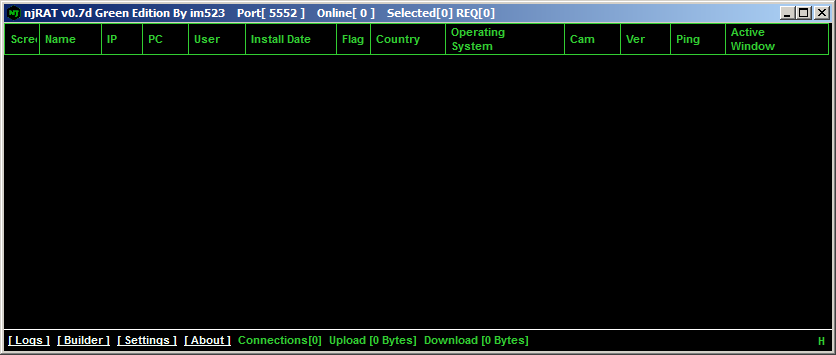 NJ njRAT v0.7d Green Edition By im523 Port[ 5552 ] Online[ 0 ] Selected[0] REQ[0]
Scree Name IP PC User Install Date Flag Country Operating System Cam Ver Ping Active Window
[ Logs ] [ Builder ] [ Settings ] [ About ] Connections[0] Upload [0 Bytes] Download [0 Bytes] H